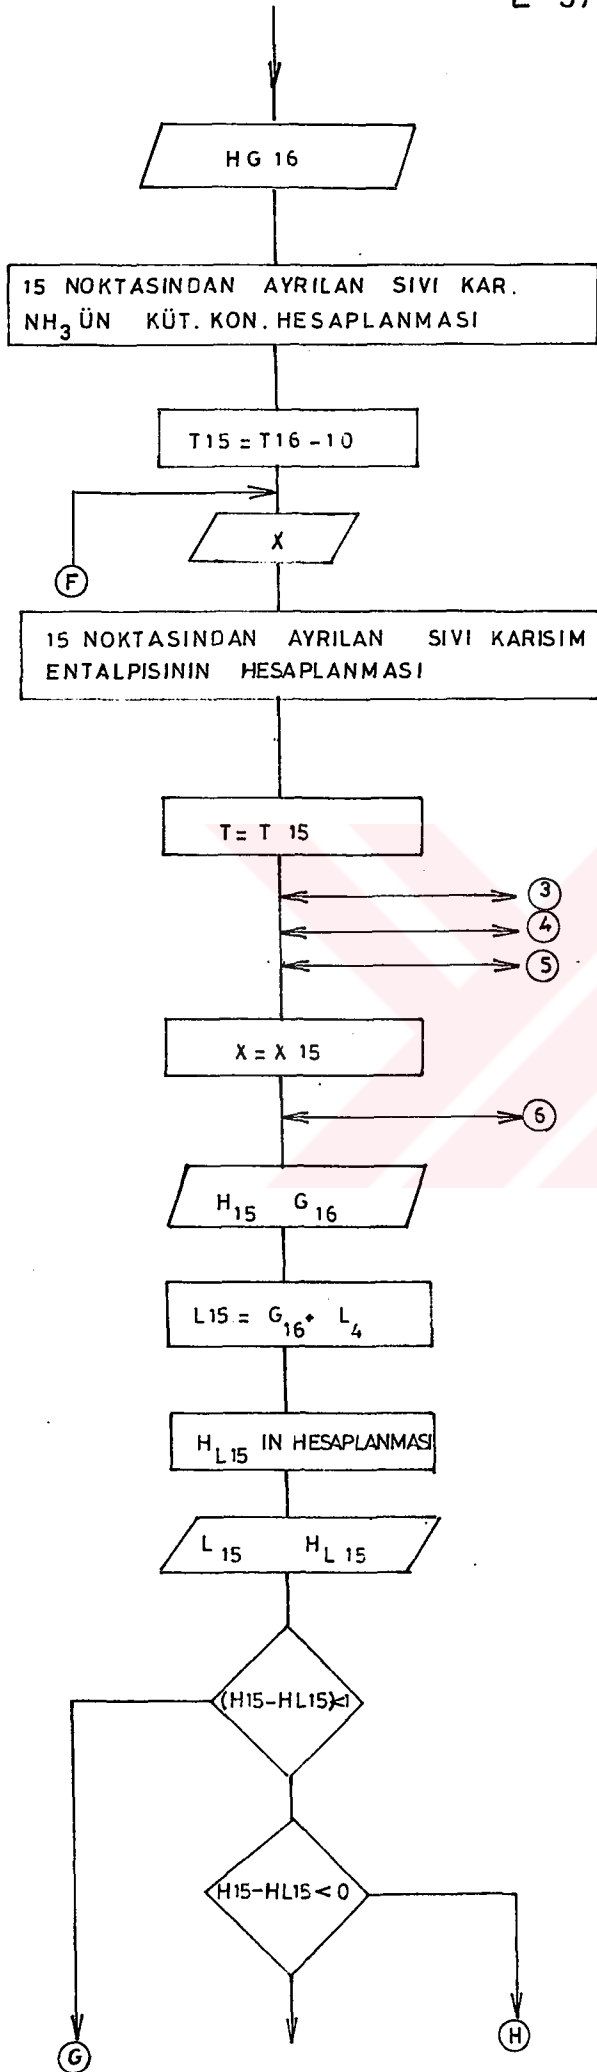 HG 16
15 NOKTASINDAN AYRILAN SIVI KAR.
NH3 ÜN KÜT. KON. HESAPLANMASI
T15 = T16 - 10
X
F
15 NOKTASINDAN AYRILAN SIVI KARISIM
ENTALPISININ HESAPLANMASI
T = T 15
3
4
5
X = X 15
6
H15 G16
L15 = G16+ L4
HL15 IN HESAPLANMASI
L15 HL15
(H15-HL15)<1
H15-HL15 < 0
G
H